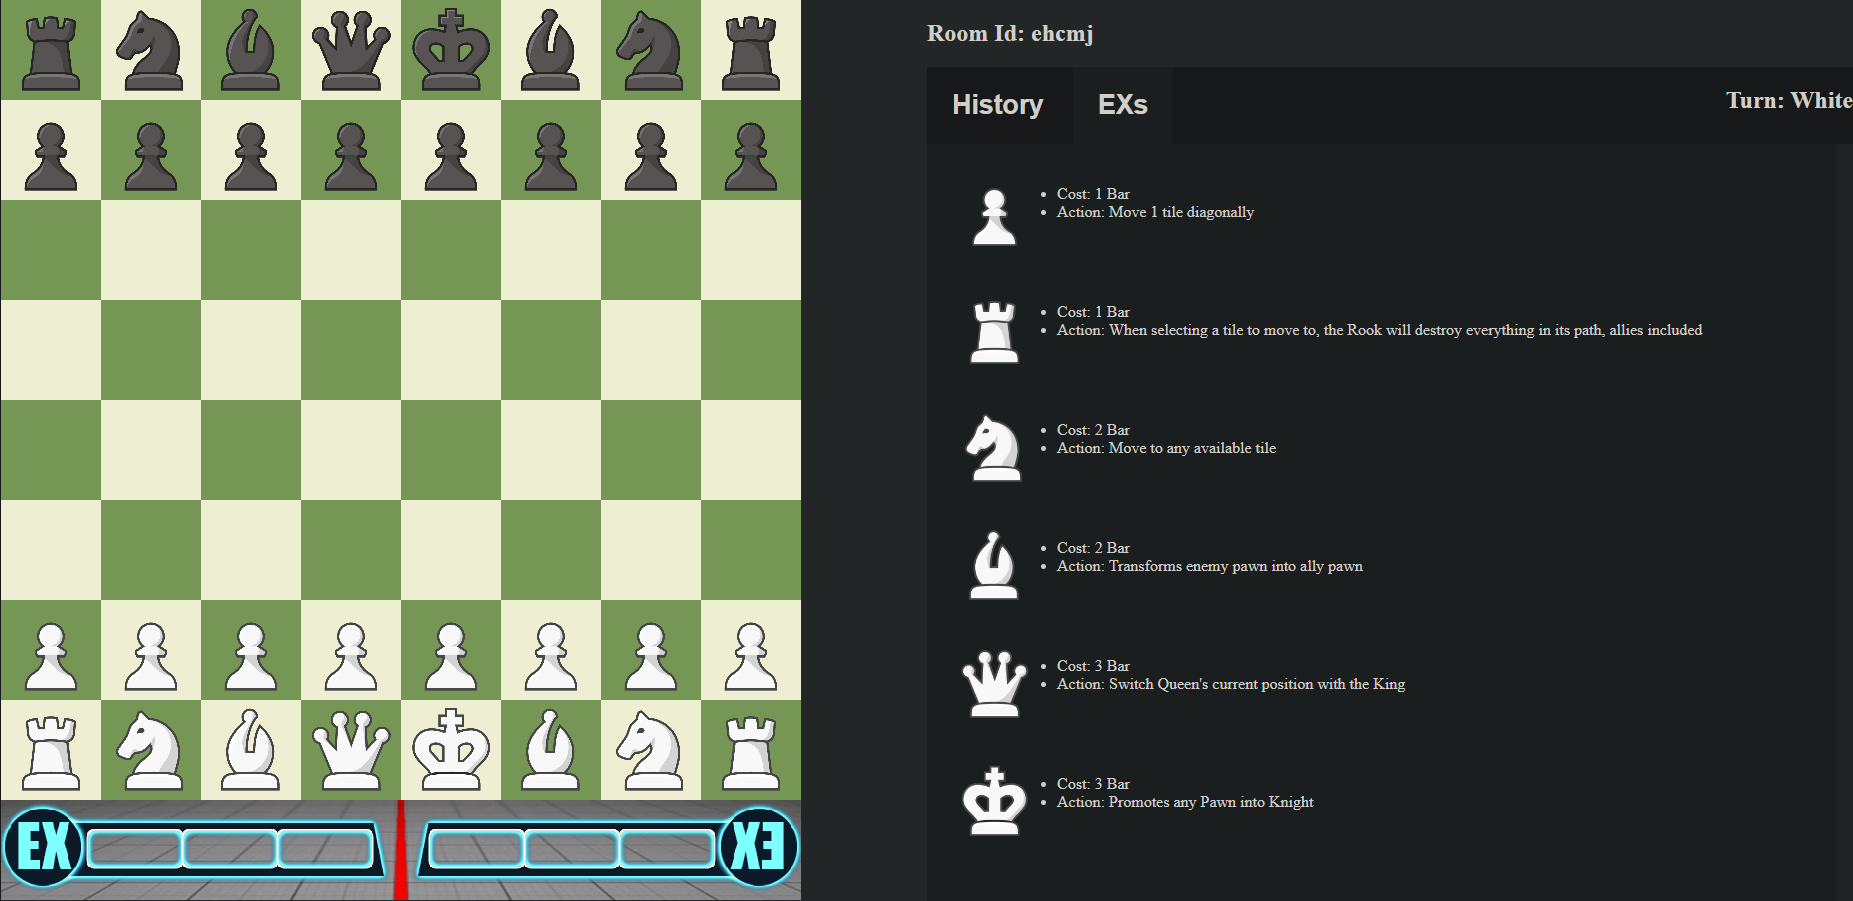 Room Id: ehcmj
History EXs Turn: White
Cost: 1 Bar
Action: Move 1 tile diagonally
Cost: 1 Bar
Action: When selecting a tile to move to, the Rook will destroy everything in its path, allies included
Cost: 2 Bar
Action: Move to any available tile
Cost: 2 Bar
Action: Transforms enemy pawn into ally pawn
Cost: 3 Bar
Action: Switch Queen's current position with the King
Cost: 3 Bar
Action: Promotes any Pawn into Knight
EX EX